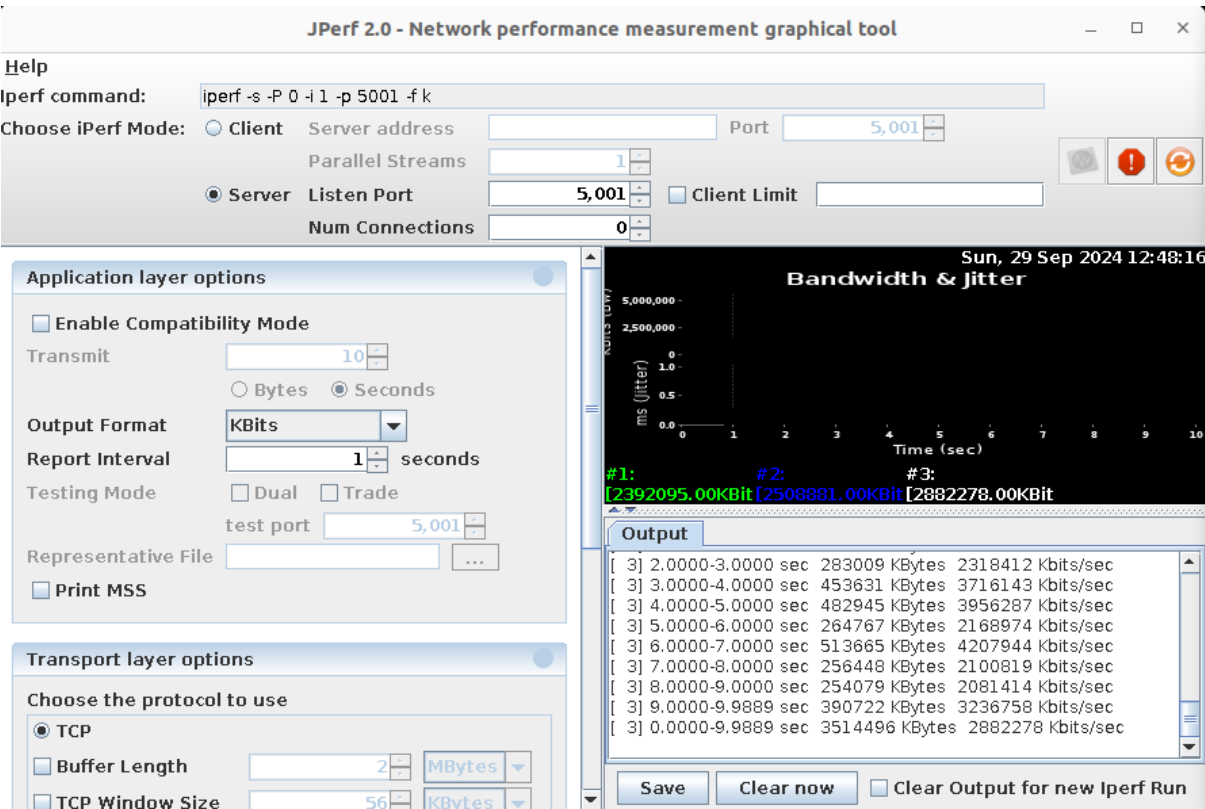 JPerf 2.0 - Network performance measurement graphical tool
Help
Iperf command: iperf -s -P 0 -i 1 -p 5001 -f k
Choose iPerf Mode: Client Server address Port 5,001
Parallel Streams 1
Server Listen Port 5,001 Client Limit
Num Connections 0
Application layer options
Enable Compatibility Mode
Transmit 10
Bytes Seconds
Output Format KBits
Report Interval 1 seconds
Testing Mode Dual Trade
test port 5,001
Representative File ...
Print MSS
Transport layer options
Choose the protocol to use
TCP
Buffer Length 2 MBytes
TCP Window Size 56 KBytes
Sun, 29 Sep 2024 12:48:16
Bandwidth & Jitter
Kbits (BW)
5,000,000
2,500,000
0
ms (Jitter)
1.0
0.5
0.0
0 1 2 3 4 5 6 7 8 9 10
Time (sec)
#1: #2: #3:
[2392095.00KBit [2508881.00KBit [2882278.00KBit
Output
[ 3] 2.0000-3.0000 sec 283009 KBytes 2318412 Kbits/sec
[ 3] 3.0000-4.0000 sec 453631 KBytes 3716143 Kbits/sec
[ 3] 4.0000-5.0000 sec 482945 KBytes 3956287 Kbits/sec
[ 3] 5.0000-6.0000 sec 264767 KBytes 2168974 Kbits/sec
[ 3] 6.0000-7.0000 sec 513665 KBytes 4207944 Kbits/sec
[ 3] 7.0000-8.0000 sec 256448 KBytes 2100819 Kbits/sec
[ 3] 8.0000-9.0000 sec 254079 KBytes 2081414 Kbits/sec
[ 3] 9.0000-9.9889 sec 390722 KBytes 3236758 Kbits/sec
[ 3] 0.0000-9.9889 sec 3514496 KBytes 2882278 Kbits/sec
Save Clear now Clear Output for new Iperf Run